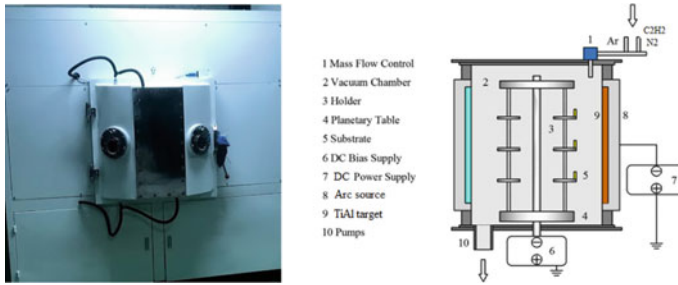 1 Mass Flow Control
2 Vacuum Chamber
3 Holder
4 Planetary Table
5 Substrate
6 DC Bias Supply
7 DC Power Supply
8 Arc source
9 TiAl target
10 Pumps
1
Ar
C2H2
N2
2
3
9
8
5
7
4
10
6